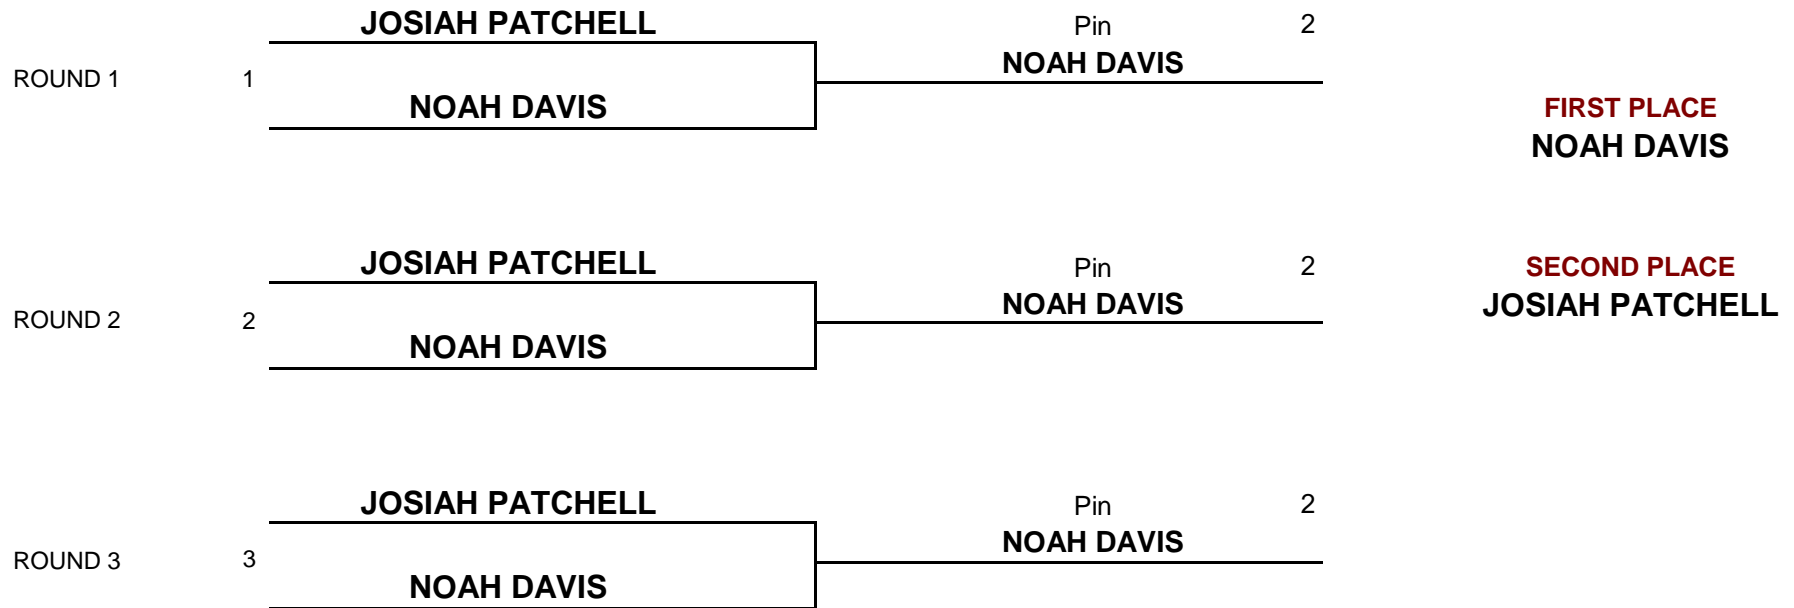 JOSIAH PATCHELL
Pin 2
NOAH DAVIS
ROUND 1 1
NOAH DAVIS
FIRST PLACE
NOAH DAVIS
JOSIAH PATCHELL
Pin 2
SECOND PLACE
NOAH DAVIS
JOSIAH PATCHELL
ROUND 2 2
NOAH DAVIS
JOSIAH PATCHELL
Pin 2
NOAH DAVIS
ROUND 3 3
NOAH DAVIS